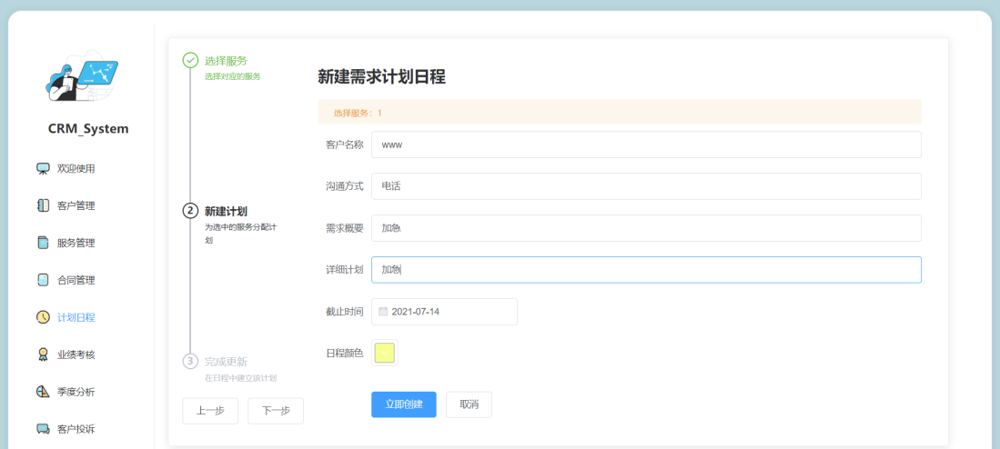 CRM_System
欢迎使用
客户管理
服务管理
合同管理
计划日程
业绩考核
季度分析
客户投诉
选择服务
选择对应的服务
2
新建计划
为选中的服务分配计
划
3
完成更新
在日程中建立该计划
上一步
下一步
新建需求计划日程
选择服务：1
客户名称
www
沟通方式
电话
需求概要
加急
详细计划
加急
截止时间
2021-07-14
日程颜色
立即创建
取消